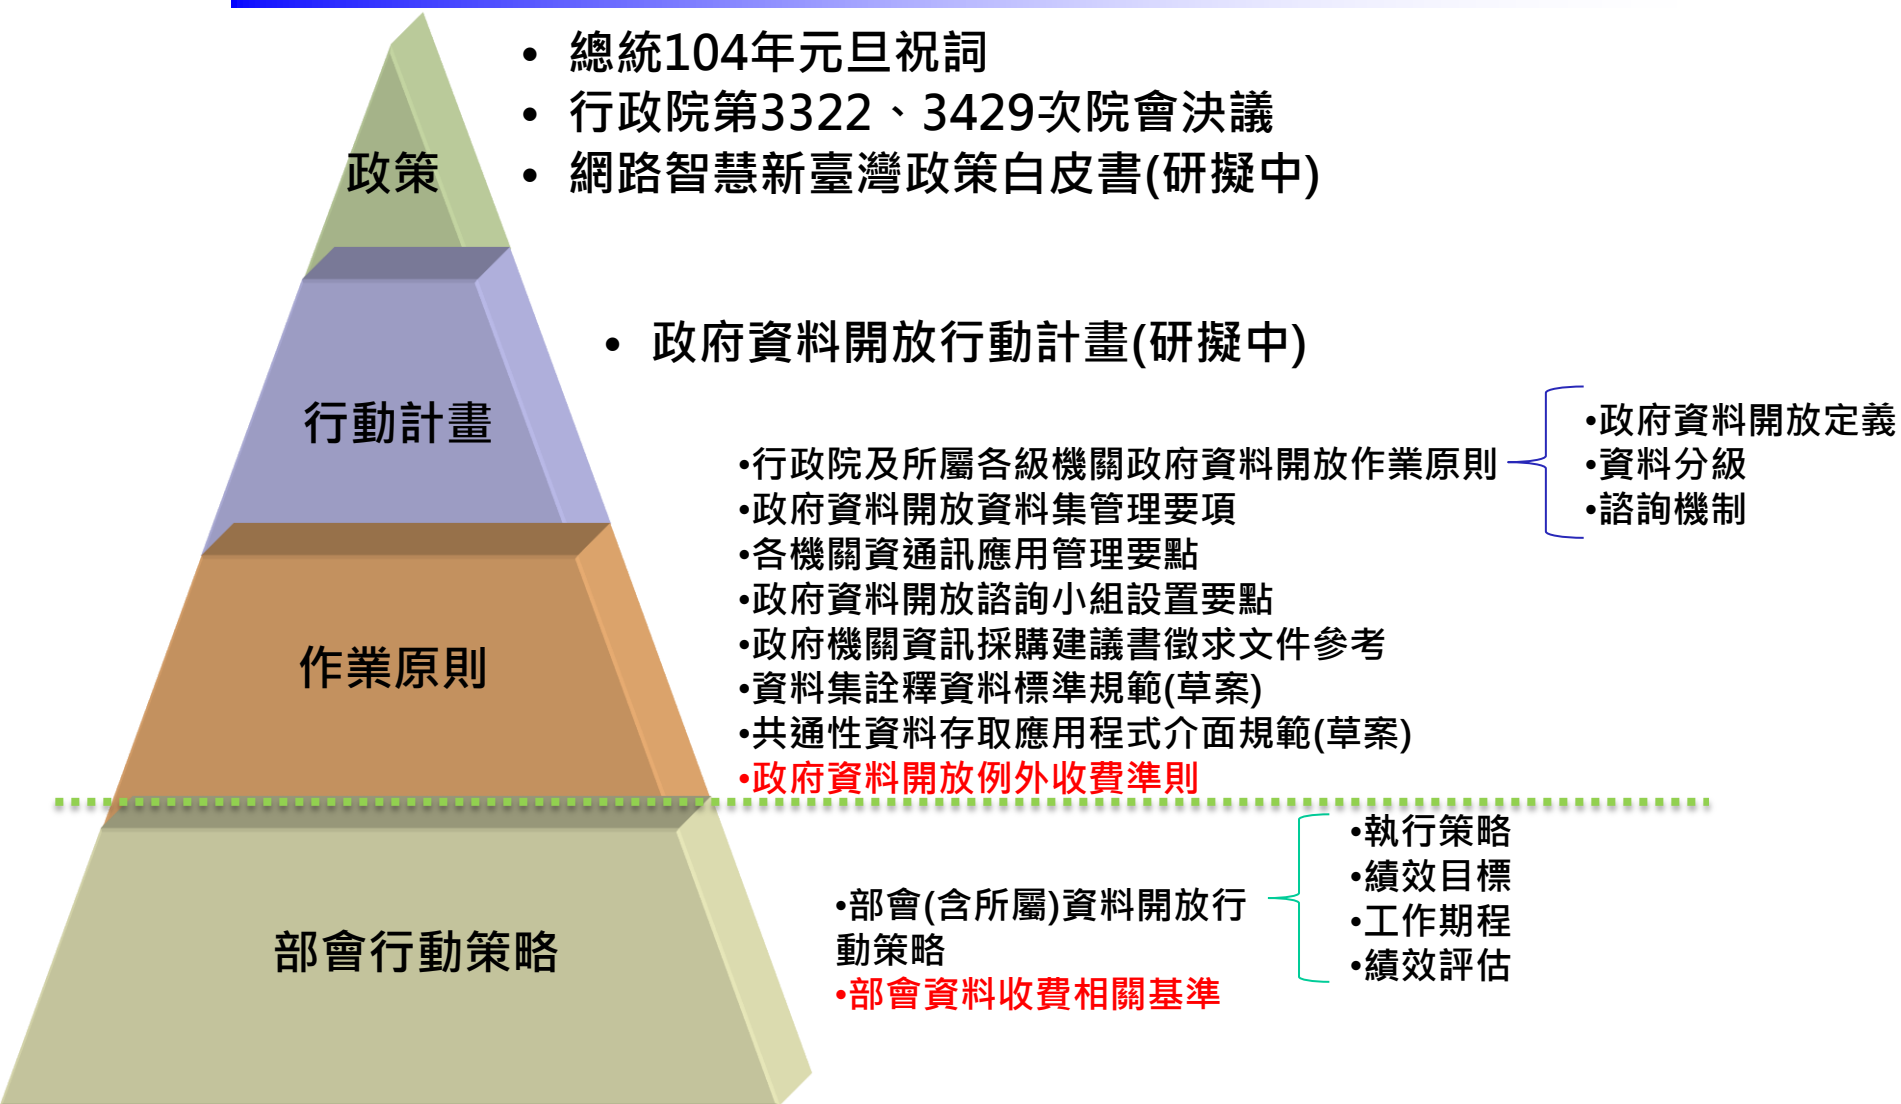 • 總統104年元旦祝詞
• 行政院第3322、3429次院會決議
政策
• 網路智慧新臺灣政策白皮書(研擬中)
• 政府資料開放行動計畫(研擬中)
行動計畫
•行政院及所屬各級機關政府資料開放作業原則
•政府資料開放資料集管理要項
•各機關資通訊應用管理要點
•政府資料開放諮詢小組設置要點
•政府機關資訊採購建議書徵求文件參考
•資料集詮釋資料標準規範(草案)
•共通性資料存取應用程式介面規範(草案)
•政府資料開放例外收費準則
•政府資料開放定義
•資料分級
•諮詢機制
作業原則
部會行動策略
•部會(含所屬)資料開放行
動策略
•部會資料收費相關基準
•執行策略
•績效目標
•工作期程
•績效評估